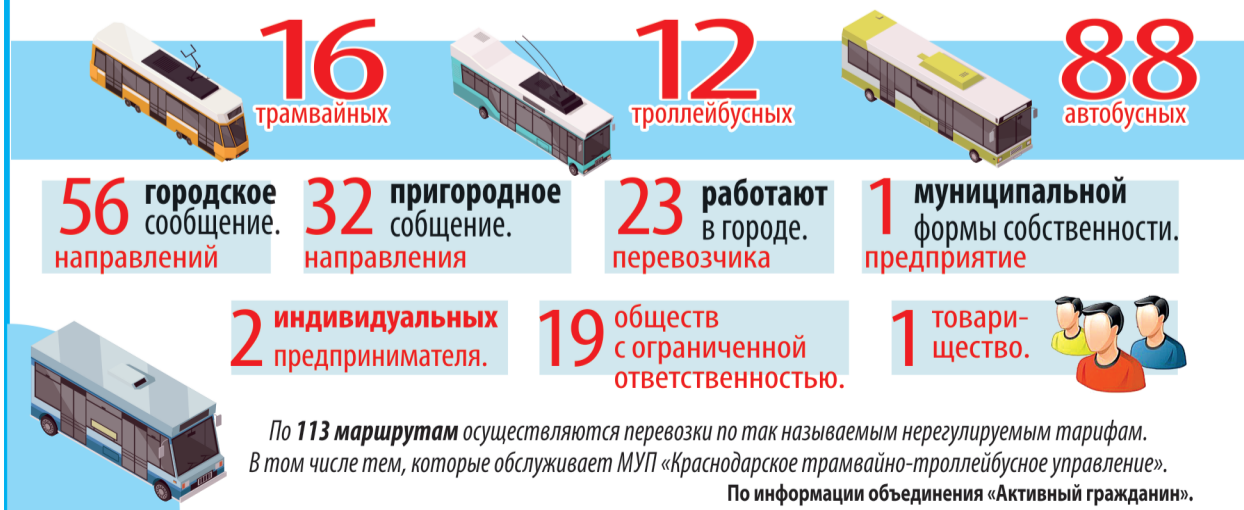 16
трамвайных
12
троллейбусных
88
автобусных
56 городское
сообщение.
направлений
32 пригородное
собщение.
направления
23 работают
в городе.
перевозчика
1 муниципальной
формы собственности.
предприятие
2 индивидуальных
предпринимателя.
19 обществ
с ограниченной
ответственностью.
1 товари-
щество.
По 113 маршрутам осуществляются перевозки по так называемым нерегулируемым тарифам.
В том числе тем, которые обслуживает МУП «Краснодарское трамвайно-троллейбусное управление».
По информации объединения «Активный гражданин».